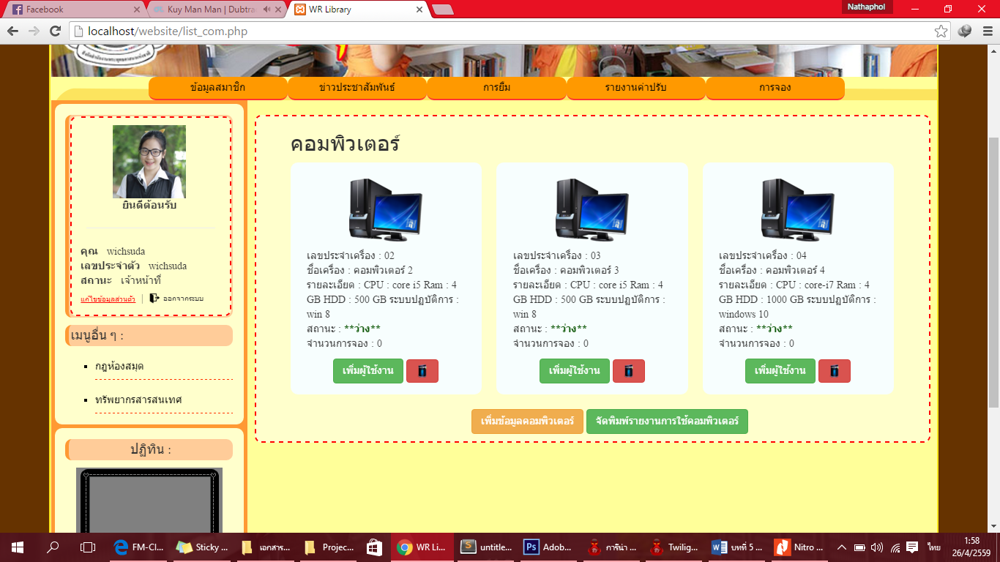 Facebook
Kuy Man Man | Dubtra
WR Library
Nathaphol
localhost/website/list_com.php
ข้อมูลสมาชิก
ข่าวประชาสัมพันธ์
การยืม
รายงานค่าปรับ
การจอง
ยินดีต้อนรับ
คุณ wichsuda
เลขประจำตัว wichsuda
สถานะ เจ้าหน้าที่
แก้ไขข้อมูลส่วนตัว | ออกจากระบบ
เมนูอื่น ๆ :
กฎห้องสมุด
ทรัพยากรสารสนเทศ
ปฏิทิน :
คอมพิวเตอร์
เลขประจำเครื่อง : 02
ชื่อเครื่อง : คอมพิวเตอร์ 2
รายละเอียด : CPU : core i5 Ram : 4
GB HDD : 500 GB ระบบปฏิบัติการ :
win 8
สถานะ : **ว่าง**
จำนวนการจอง : 0
เพิ่มผู้ใช้งาน
เลขประจำเครื่อง : 03
ชื่อเครื่อง : คอมพิวเตอร์ 3
รายละเอียด : CPU : core i5 Ram : 4
GB HDD : 500 GB ระบบปฏิบัติการ :
win 8
สถานะ : **ว่าง**
จำนวนการจอง : 0
เพิ่มผู้ใช้งาน
เลขประจำเครื่อง : 04
ชื่อเครื่อง : คอมพิวเตอร์ 4
รายละเอียด : CPU : core-i7 Ram : 4
GB HDD : 1000 GB ระบบปฏิบัติการ :
windows 10
สถานะ : **ว่าง**
จำนวนการจอง : 0
เพิ่มผู้ใช้งาน
เพิ่มข้อมูลคอมพิวเตอร์
จัดพิมพ์รายงานการใช้คอมพิวเตอร์
FM-Cl...
Sticky ...
เอกสาร...
Projec...
WR Li...
untitle...
Adob...
การีน่า ...
Twilig...
บทที่ 5 ...
Nitro ...
ไทย
1:58
26/4/2559